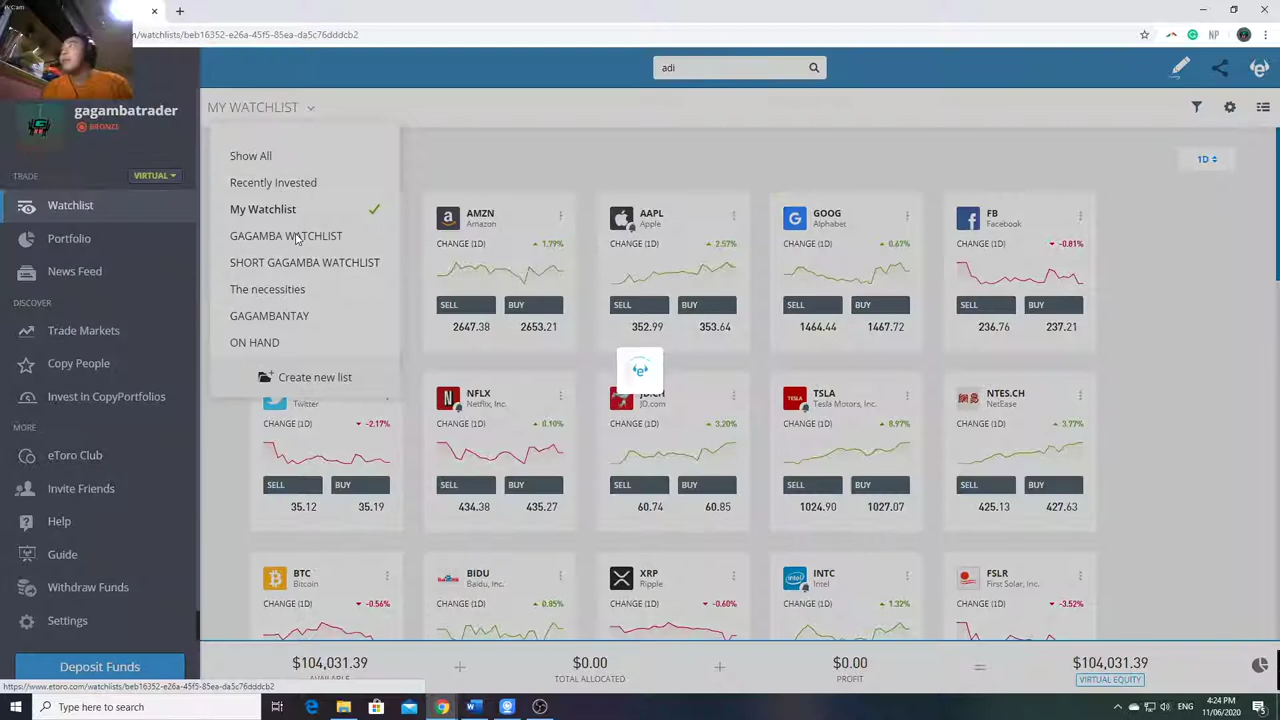 /watchlists/beb16352-e26a-45f5-85ea-da5c76dddcb2
NP
adi
gagambatrader
BRONZE
TRADE
VIRTUAL
Watchlist
Portfolio
News Feed
DISCOVER
Trade Markets
Copy People
Invest in CopyPortfolios
MORE
eToro Club
Invite Friends
Help
Guide
Withdraw Funds
Settings
Deposit Funds
MY WATCHLIST
Show All
Recently Invested
My Watchlist
GAGAMBA WATCHLIST
SHORT GAGAMBA WATCHLIST
The necessities
GAGAMBANTAY
ON HAND
Create new list
1D
AMZN
Amazon
CHANGE (1D) 1.79%
SELL BUY
2647.38 2653.21
AAPL
Apple
CHANGE (1D) 2.57%
SELL BUY
352.99 353.64
GOOG
Alphabet
CHANGE (1D) 0.67%
SELL BUY
1464.44 1467.72
FB
Facebook
CHANGE (1D) -0.81%
SELL BUY
236.76 237.21
Twitter
CHANGE (1D) -2.17%
SELL BUY
35.12 35.19
NFLX
Netflix, Inc.
CHANGE (1D) 0.10%
SELL BUY
434.38 435.27
JD.com
CHANGE (1D) 3.20%
SELL BUY
60.74 60.85
TSLA
Tesla Motors, Inc.
CHANGE (1D) 8.97%
SELL BUY
1024.90 1027.07
NTES.CH
NetEase
CHANGE (1D) 3.77%
SELL BUY
425.13 427.63
BTC
Bitcoin
CHANGE (1D) -0.56%
BIDU
Baidu, Inc.
CHANGE (1D) 0.85%
XRP
Ripple
CHANGE (1D) -0.60%
INTC
Intel
CHANGE (1D) 1.32%
FSLR
First Solar, Inc.
CHANGE (1D) -3.52%
$104,031.39 + $0.00 + $0.00 = $104,031.39
AVAILABLE TOTAL ALLOCATED PROFIT VIRTUAL EQUITY
https://www.etoro.com/watchlists/beb16352-e26a-45f5-85ea-da5c76dddcb2
Type here to search
ENG
4:24 PM
11/06/2020